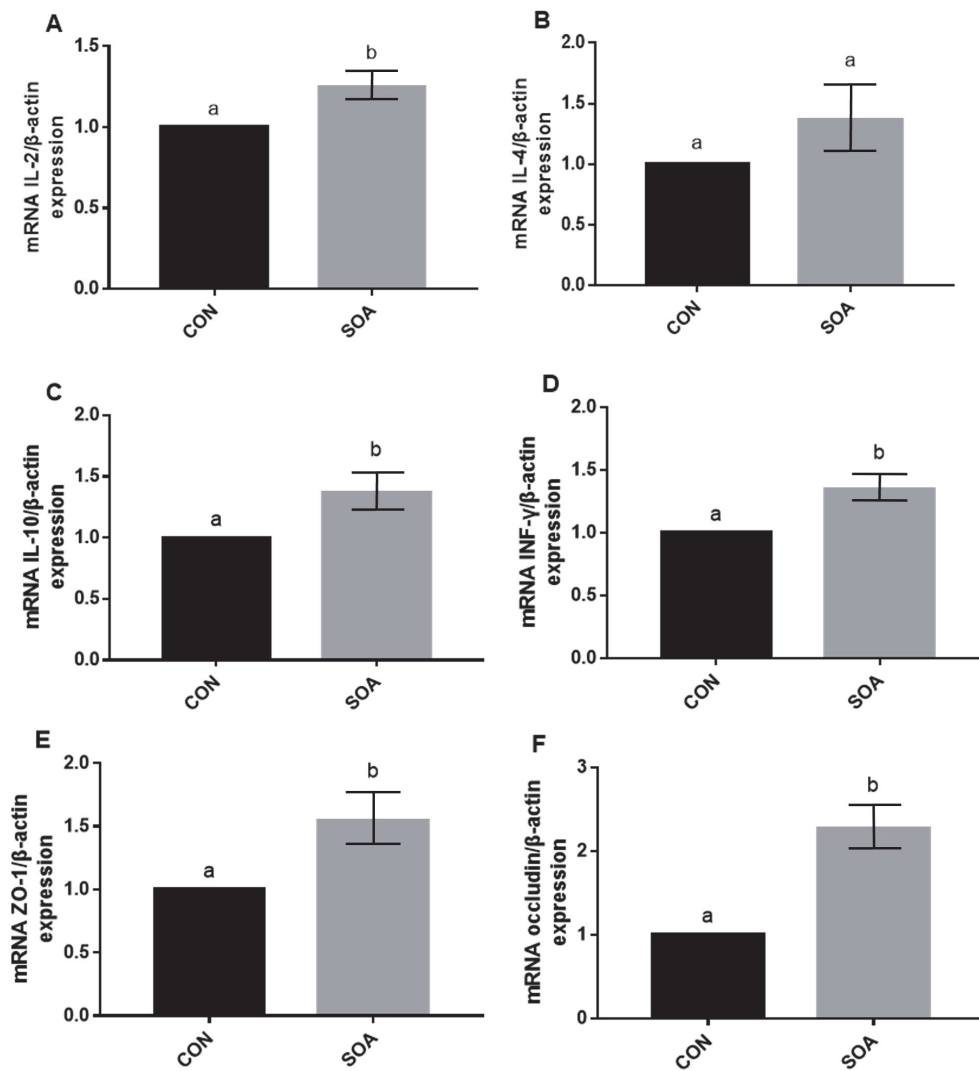 A
mRNA IL-2/β-actin
expression
1.5
1.0
0.5
0.0
a
b
CON
SOA
B
mRNA IL-4/β-actin
expression
2.0
1.5
1.0
0.5
0.0
a
a
CON
SOA
C
mRNA IL-10/β-actin
expression
2.0
1.5
1.0
0.5
0.0
a
b
CON
SOA
D
mRNA INF-γ/β-actin
expression
2.0
1.5
1.0
0.5
0.0
a
b
CON
SOA
E
mRNA ZO-1/β-actin
expression
2.0
1.5
1.0
0.5
0.0
a
b
CON
SOA
F
mRNA occludin/β-actin
expression
3
2
1
0
a
b
CON
SOA